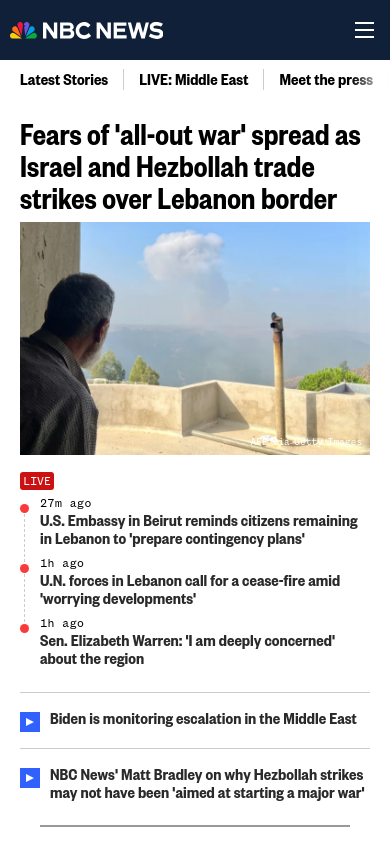 NBC NEWS
Latest Stories
LIVE: Middle East
Meet the press
Fears of 'all-out war' spread as
Israel and Hezbollah trade
strikes over Lebanon border
AFP via Getty Images
LIVE
27m ago
U.S. Embassy in Beirut reminds citizens remaining
in Lebanon to 'prepare contingency plans'
1h ago
U.N. forces in Lebanon call for a cease-fire amid
'worrying developments'
1h ago
Sen. Elizabeth Warren: 'I am deeply concerned'
about the region
Biden is monitoring escalation in the Middle East
NBC News' Matt Bradley on why Hezbollah strikes
may not have been 'aimed at starting a major war'